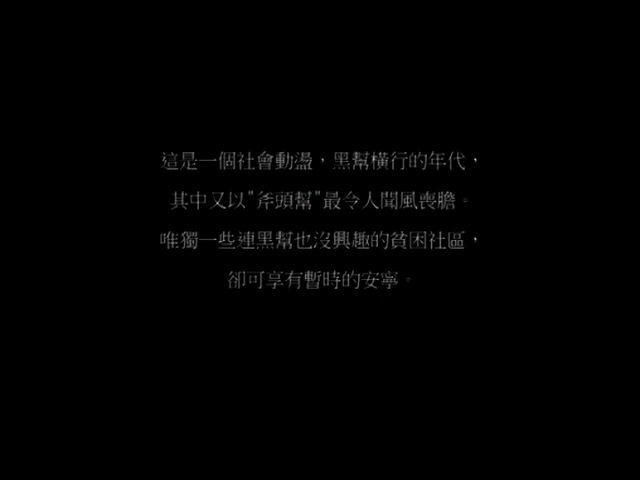 這是一個社會動盪，黑幫橫行的年代，
其中又以"斧頭幫"最令人聞風喪膽。
唯獨一些連黑幫也沒興趣的貧困社區，
卻可享有暫時的安寧。